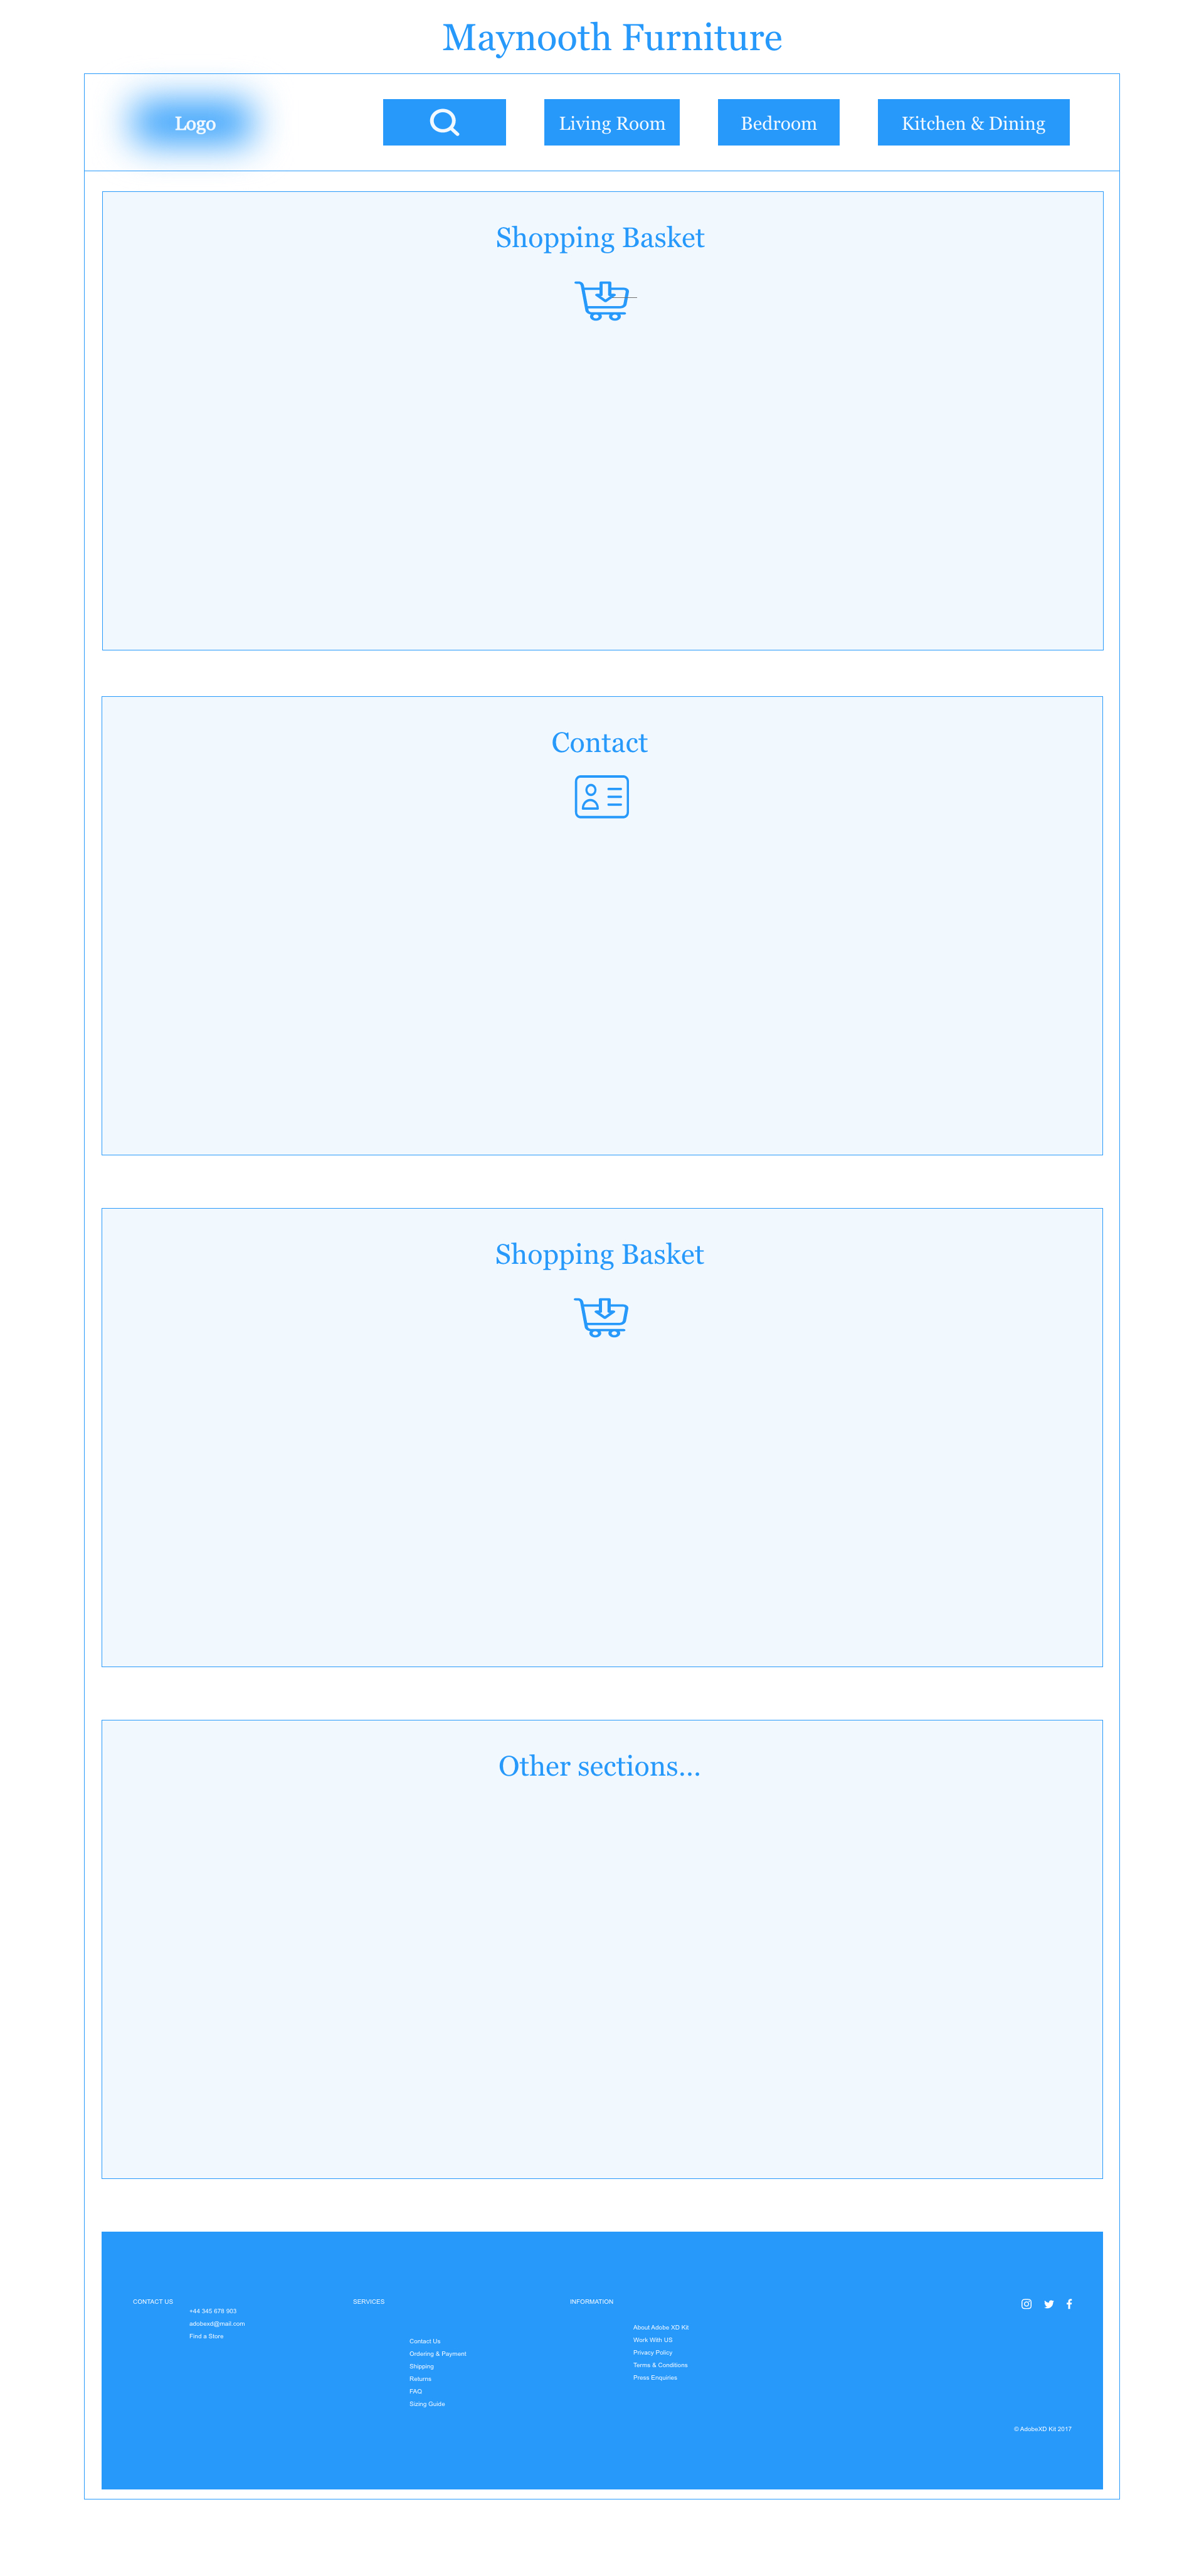 Maynooth Furniture
Logo
Living Room
Bedroom
Kitchen & Dining
Shopping Basket
Contact
Shopping Basket
Other sections...
CONTACT US
+44 345 678 903
adobexd@mail.com
Find a Store
SERVICES
Contact Us
Ordering & Payment
Shipping
Returns
FAQ
Sizing Guide
INFORMATION
About Adobe XD Kit
Work With US
Privacy Policy
Terms & Conditions
Press Enquiries
© AdobeXD Kit 2017